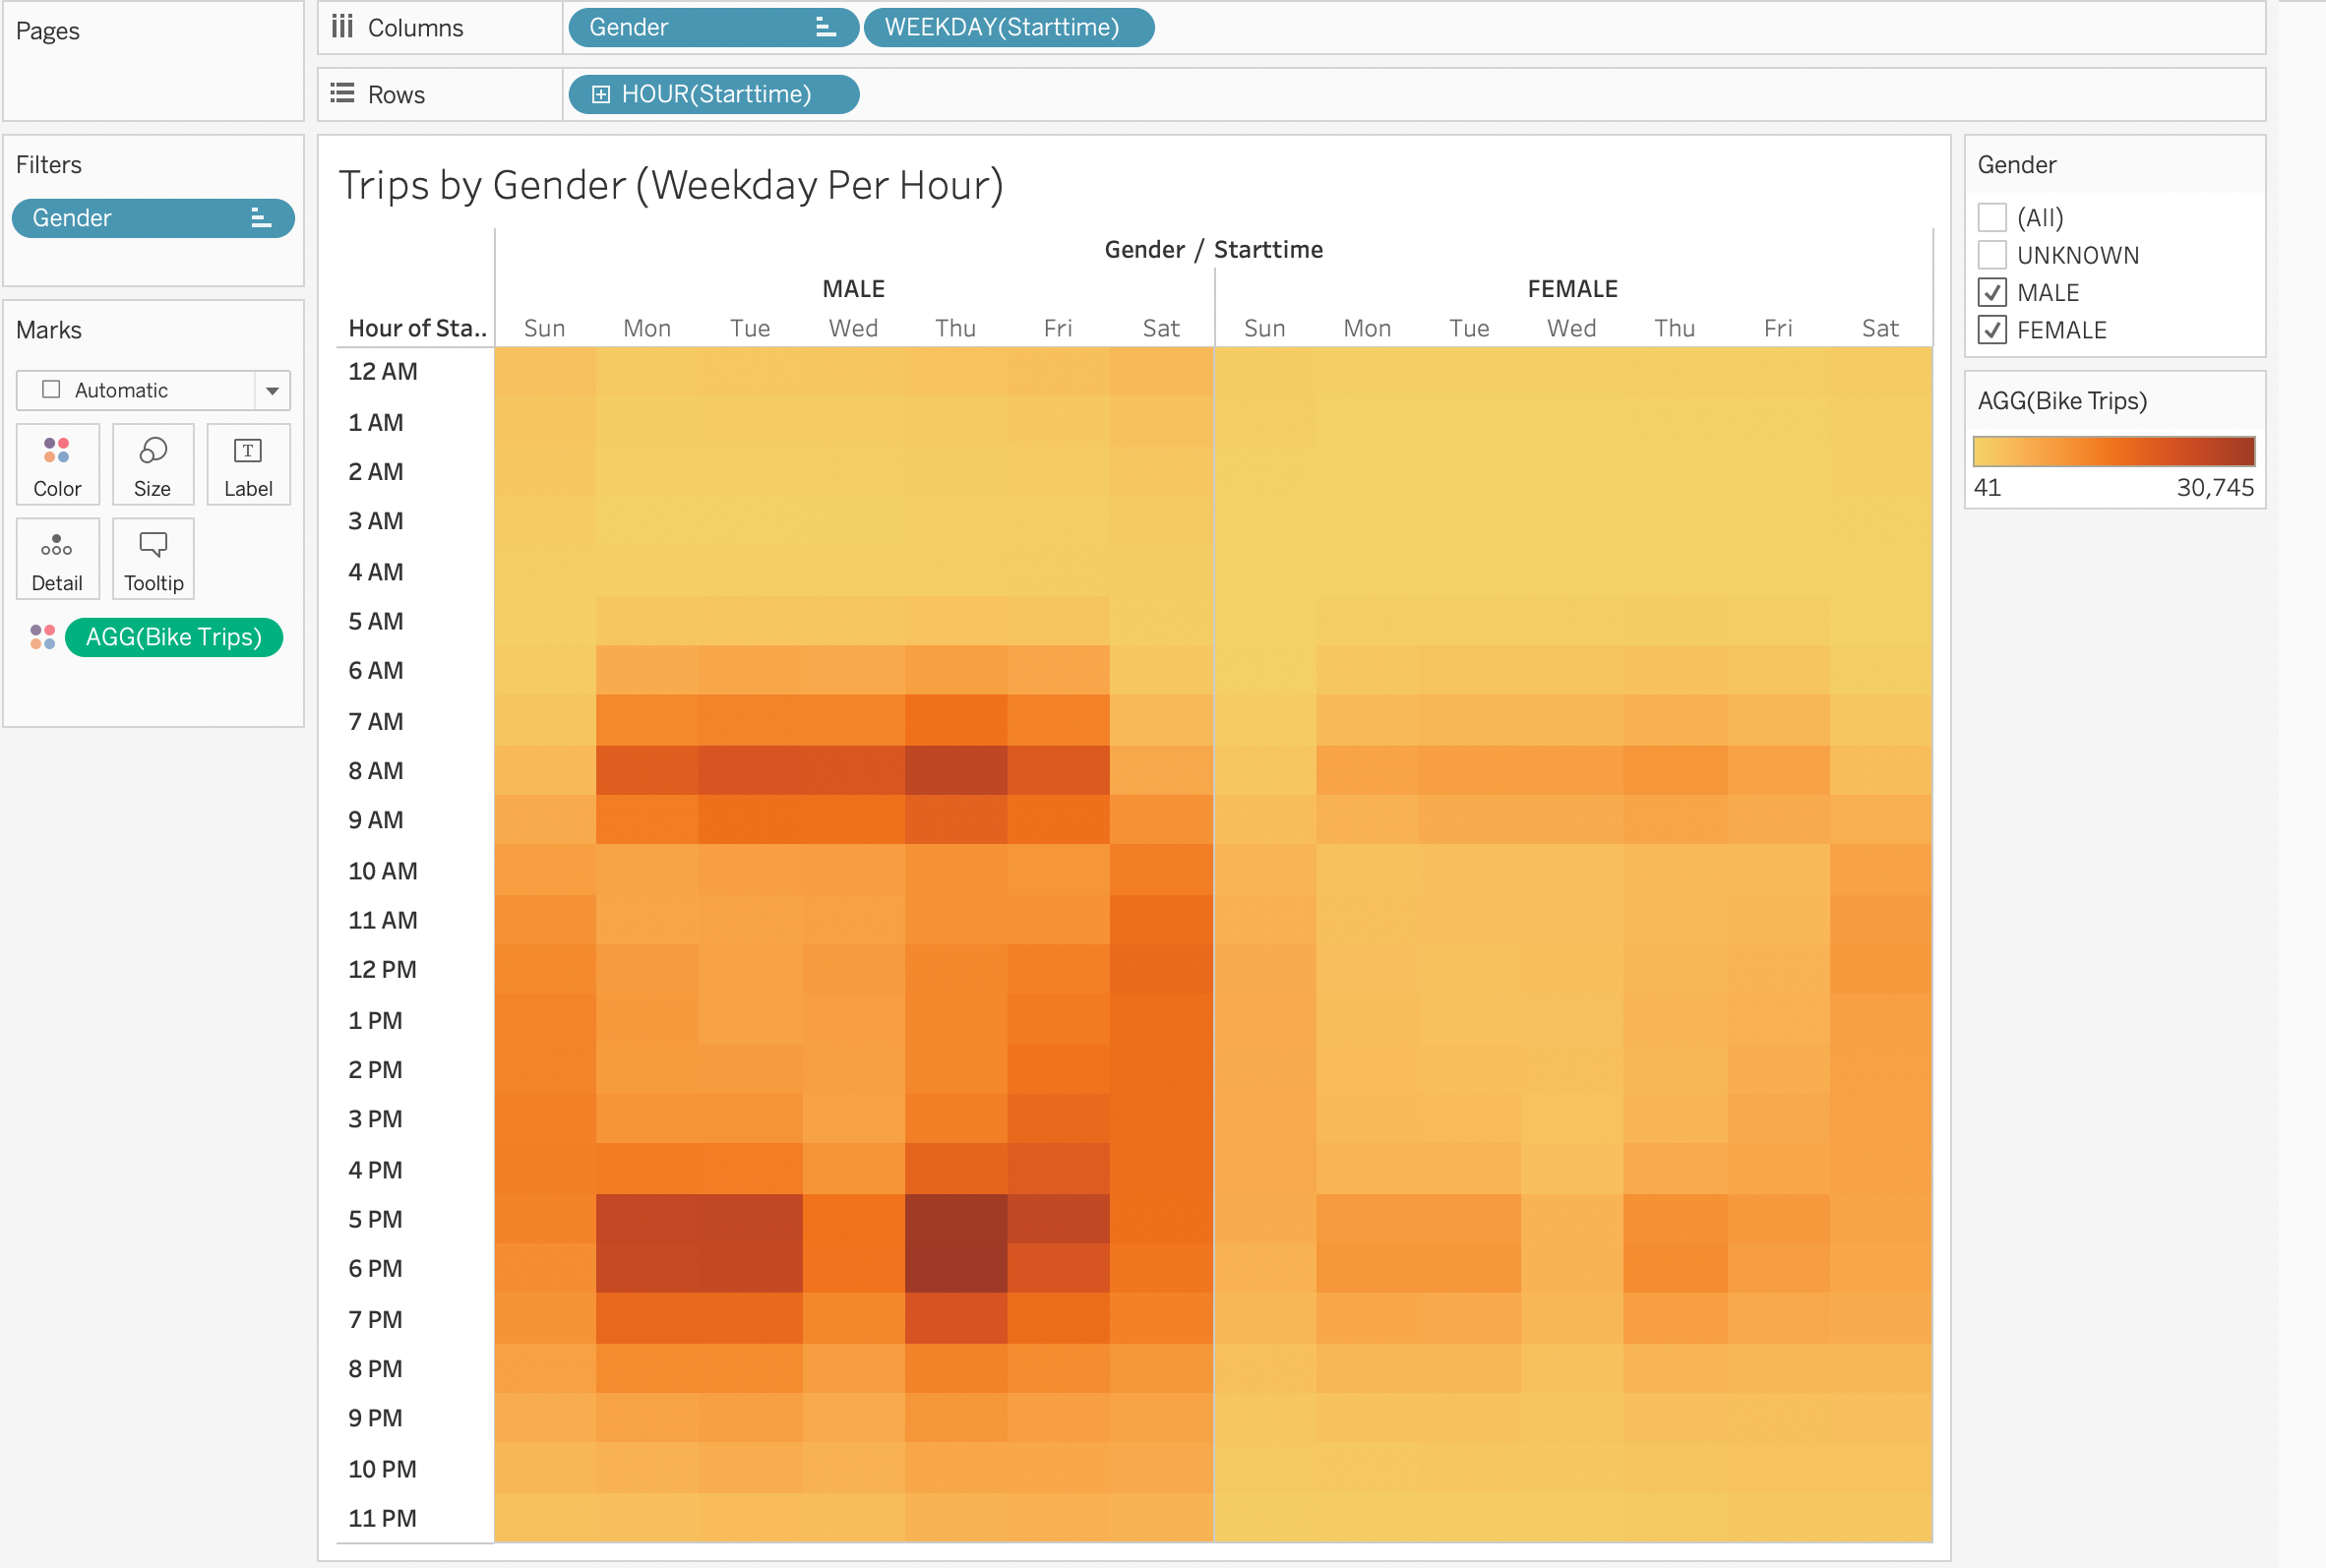 Pages
Columns
Gender
WEEKDAY(Starttime)
Rows
HOUR(Starttime)
Filters
Gender
Marks
Automatic
Color
Size
T
Label
Detail
Tooltip
AGG(Bike Trips)
Trips by Gender (Weekday Per Hour)
Gender / Starttime
MALE FEMALE
Hour of Sta.. Sun Mon Tue Wed Thu Fri Sat Sun Mon Tue Wed Thu Fri Sat
12 AM
1 AM
2 AM
3 AM
4 AM
5 AM
6 AM
7 AM
8 AM
9 AM
10 AM
11 AM
12 PM
1 PM
2 PM
3 PM
4 PM
5 PM
6 PM
7 PM
8 PM
9 PM
10 PM
11 PM
Gender
(All)
UNKNOWN
MALE
FEMALE
AGG(Bike Trips)
41 30,745